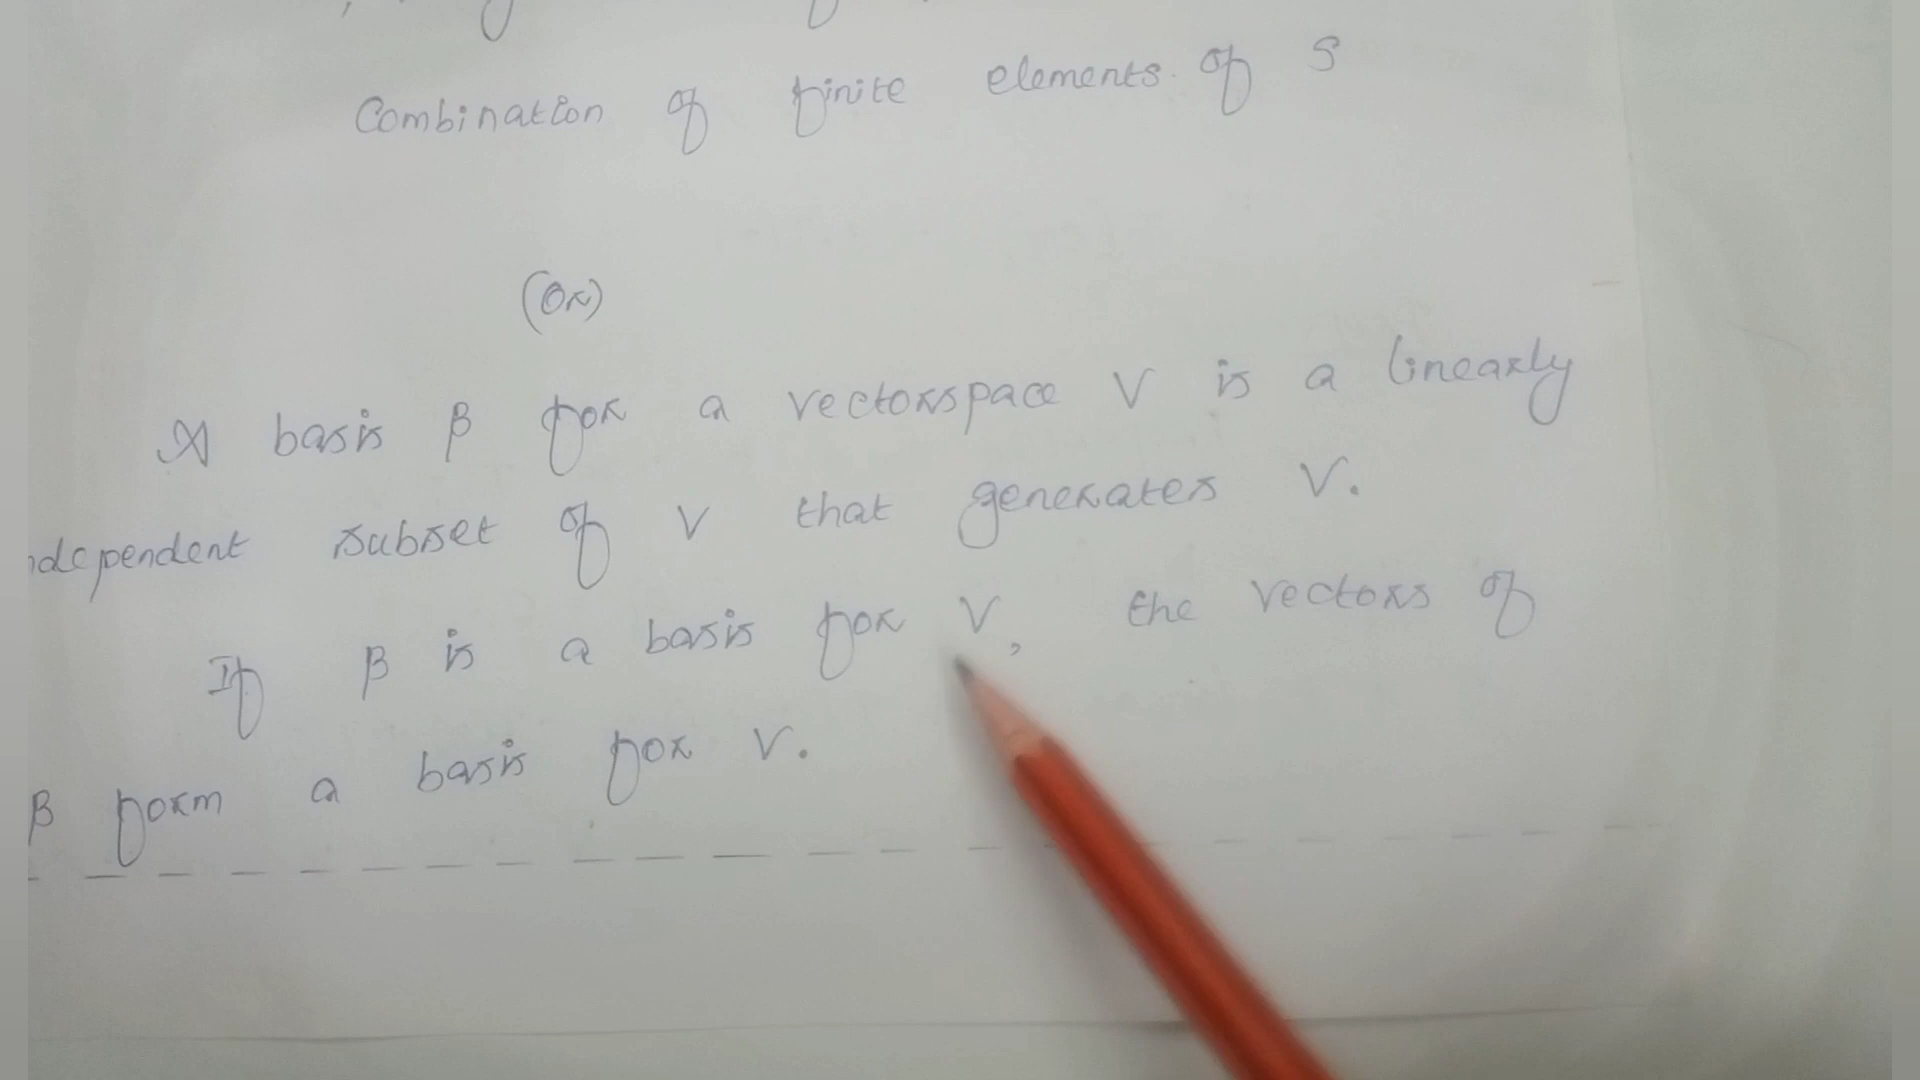 Combination of finite elements of S
(Or)
A basis β for a vectorspace V is a linearly
ndependent subset of V that generates V.
If β is a basis for V, the vectors of
β form a basis for V.